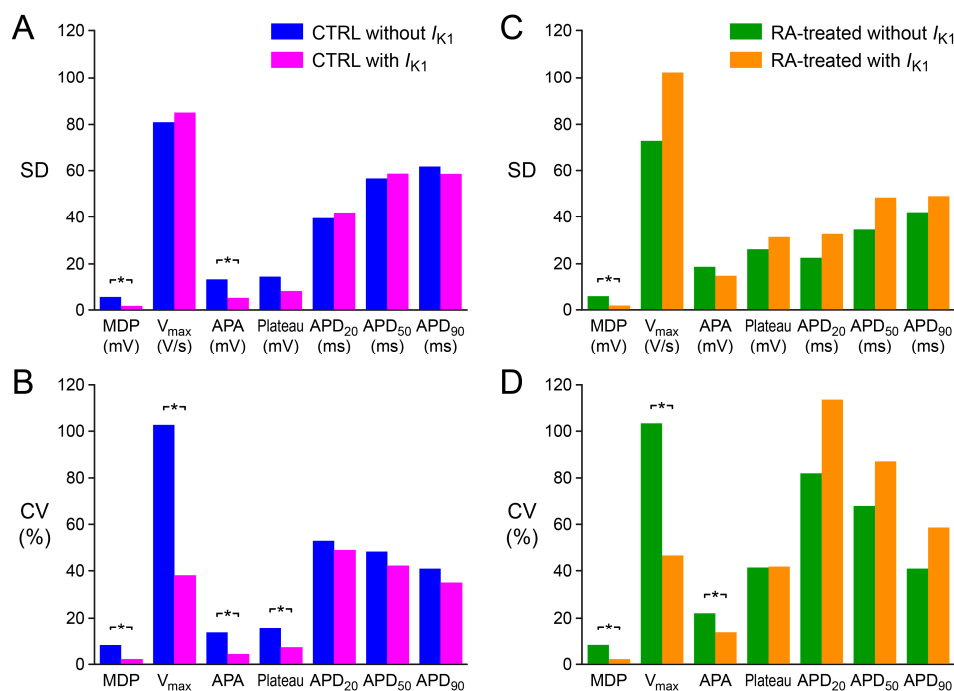 A
CTRL without IK1
CTRL with IK1
SD
120
100
80
60
40
20
0
*
*
MDP Vmax APA Plateau APD20 APD50 APD90
(mV) (V/s) (mV) (mV) (ms) (ms) (ms)
C
RA-treated without IK1
RA-treated with IK1
SD
120
100
80
60
40
20
0
*
MDP Vmax APA Plateau APD20 APD50 APD90
(mV) (V/s) (mV) (mV) (ms) (ms) (ms)
B
CV
(%)
120
100
80
60
40
20
0
*
*
*
*
MDP Vmax APA Plateau APD20 APD50 APD90
D
CV
(%)
120
100
80
60
40
20
0
*
*
*
MDP Vmax APA Plateau APD20 APD50 APD90